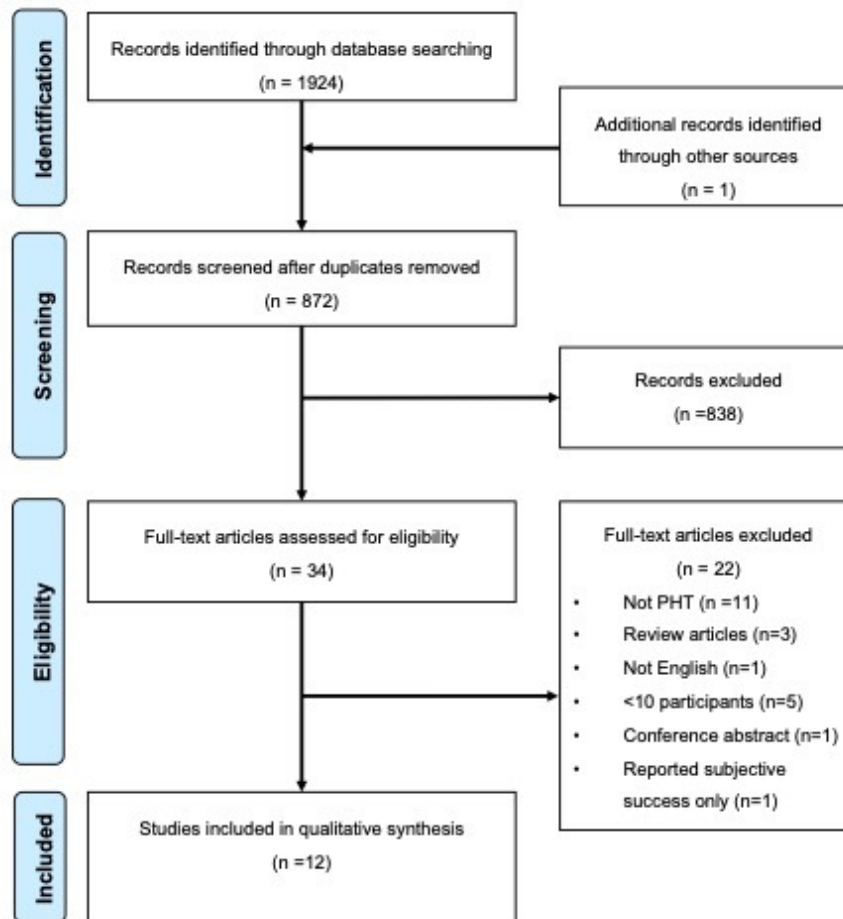 Identification
Records identified through database searching
(n = 1924)
Additional records identified
through other sources
(n = 1)
Screening
Records screened after duplicates removed
(n = 872)
Records excluded
(n =838)
Eligibility
Full-text articles assessed for eligibility
(n = 34)
Full-text articles excluded
(n = 22)
• Not PHT (n =11)
• Review articles (n=3)
• Not English (n=1)
• <10 participants (n=5)
• Conference abstract (n=1)
• Reported subjective
success only (n=1)
Included
Studies included in qualitative synthesis
(n =12)